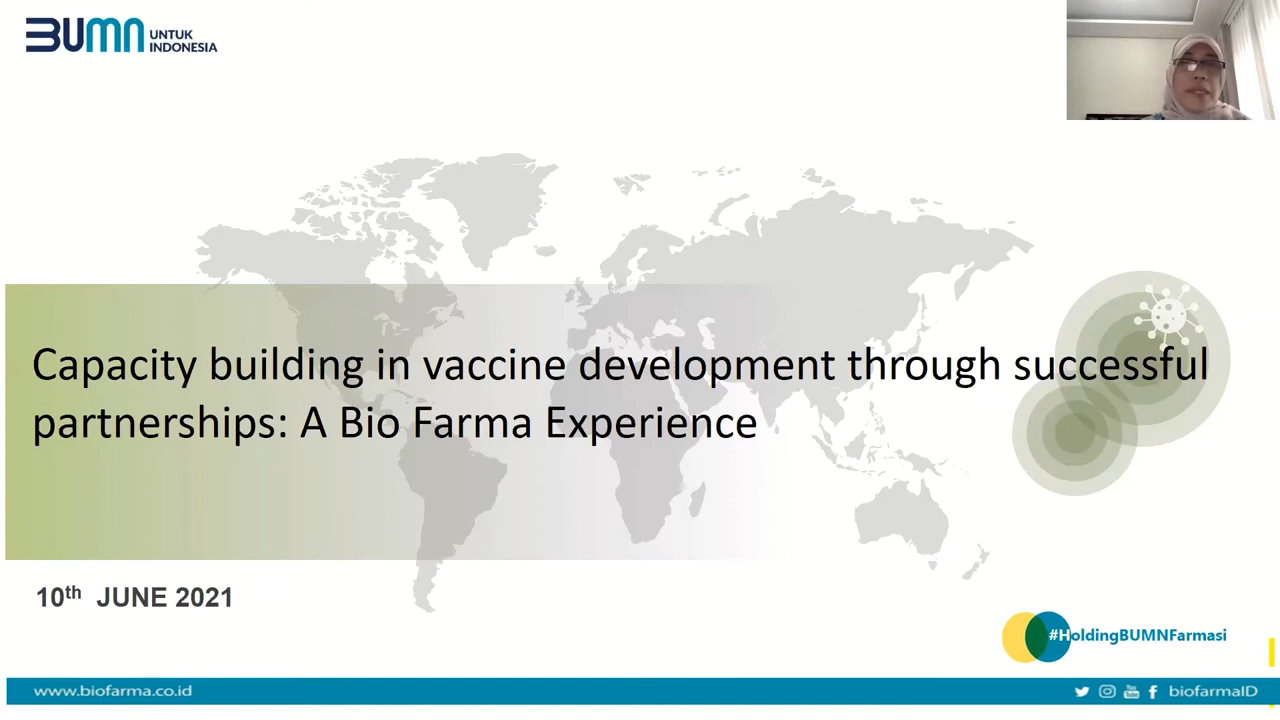 BUMN UNTUK
INDONESIA
Capacity building in vaccine development through successful
partnerships: A Bio Farma Experience
10th JUNE 2021
#HoldingBUMNFarmasi
www.biofarma.co.id
biofarmaID